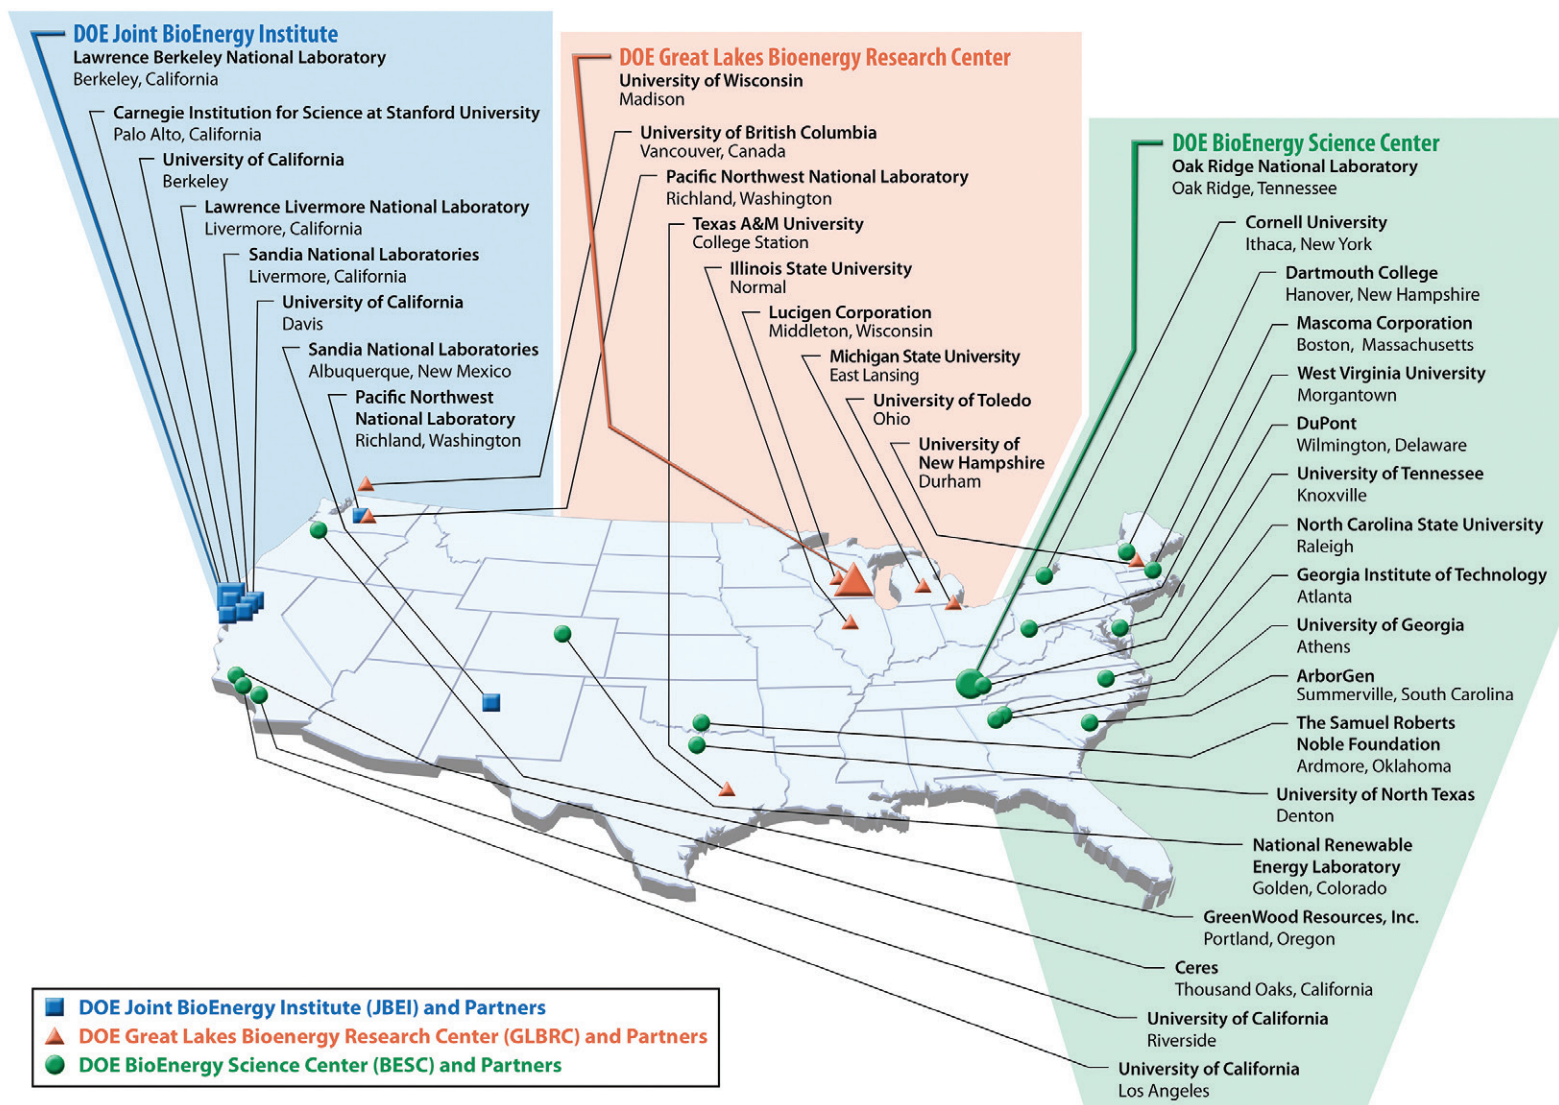 DOE Joint BioEnergy Institute
Lawrence Berkeley National Laboratory
Berkeley, California
Carnegie Institution for Science at Stanford University
Palo Alto, California
University of California
Berkeley
Lawrence Livermore National Laboratory
Livermore, California
Sandia National Laboratories
Livermore, California
University of California
Davis
Sandia National Laboratories
Albuquerque, New Mexico
Pacific Northwest
National Laboratory
Richland, Washington
DOE Great Lakes Bioenergy Research Center
University of Wisconsin
Madison
University of British Columbia
Vancouver, Canada
Pacific Northwest National Laboratory
Richland, Washington
Texas A&M University
College Station
Illinois State University
Normal
Lucigen Corporation
Middleton, Wisconsin
Michigan State University
East Lansing
University of Toledo
Ohio
University of
New Hampshire
Durham
DOE BioEnergy Science Center
Oak Ridge National Laboratory
Oak Ridge, Tennessee
Cornell University
Ithaca, New York
Dartmouth College
Hanover, New Hampshire
Mascoma Corporation
Boston, Massachusetts
West Virginia University
Morgantown
DuPont
Wilmington, Delaware
University of Tennessee
Knoxville
North Carolina State University
Raleigh
Georgia Institute of Technology
Atlanta
University of Georgia
Athens
ArborGen
Summerville, South Carolina
The Samuel Roberts
Noble Foundation
Ardmore, Oklahoma
University of North Texas
Denton
National Renewable
Energy Laboratory
Golden, Colorado
GreenWood Resources, Inc.
Portland, Oregon
Ceres
Thousand Oaks, California
University of California
Riverside
University of California
Los Angeles
DOE Joint BioEnergy Institute (JBEI) and Partners
DOE Great Lakes Bioenergy Research Center (GLBRC) and Partners
DOE BioEnergy Science Center (BESC) and Partners